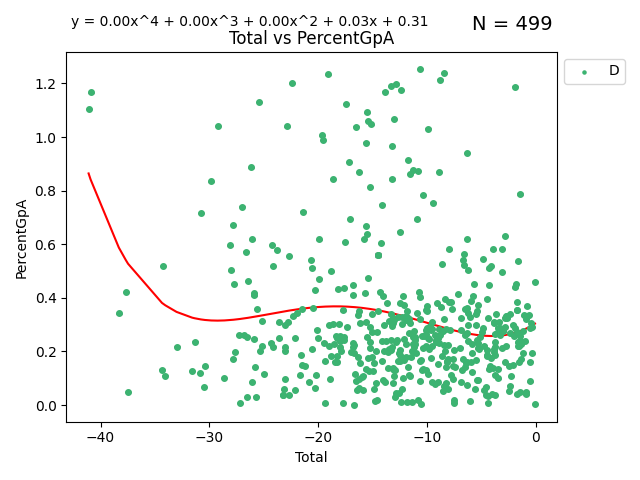 y = 0.00x^4 + 0.00x^3 + 0.00x^2 + 0.03x + 0.31
N = 499
Total vs PercentGpA
D
PercentGpA
1.2
1.0
0.8
0.6
0.4
0.2
0.0
−40
−30
−20
−10
0
Total